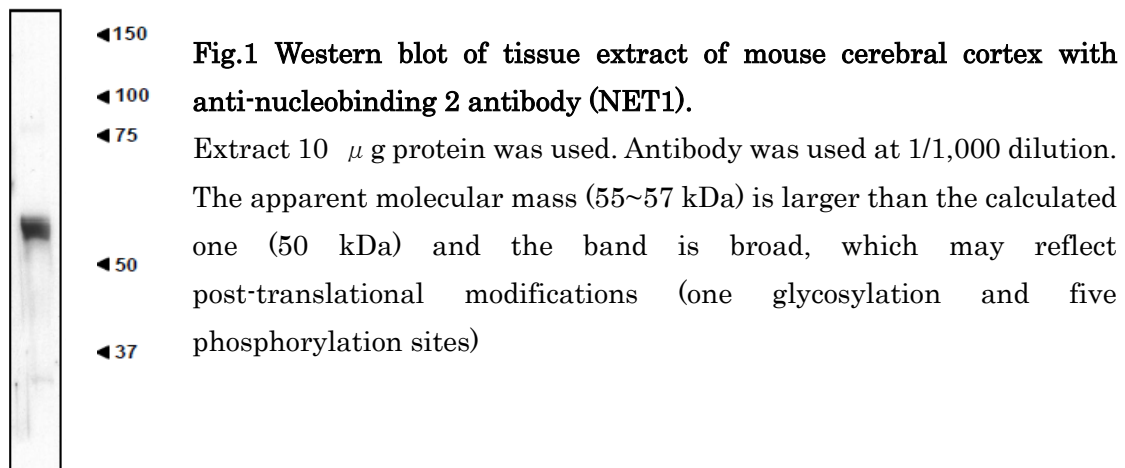 ◄150
◄100
◄75
◄50
◄37
Fig.1 Western blot of tissue extract of mouse cerebral cortex with
anti-nucleobinding 2 antibody (NET1).
Extract 10 μg protein was used. Antibody was used at 1/1,000 dilution.
The apparent molecular mass (55~57 kDa) is larger than the calculated
one (50 kDa) and the band is broad, which may reflect
post-translational modifications (one glycosylation and five
phosphorylation sites)